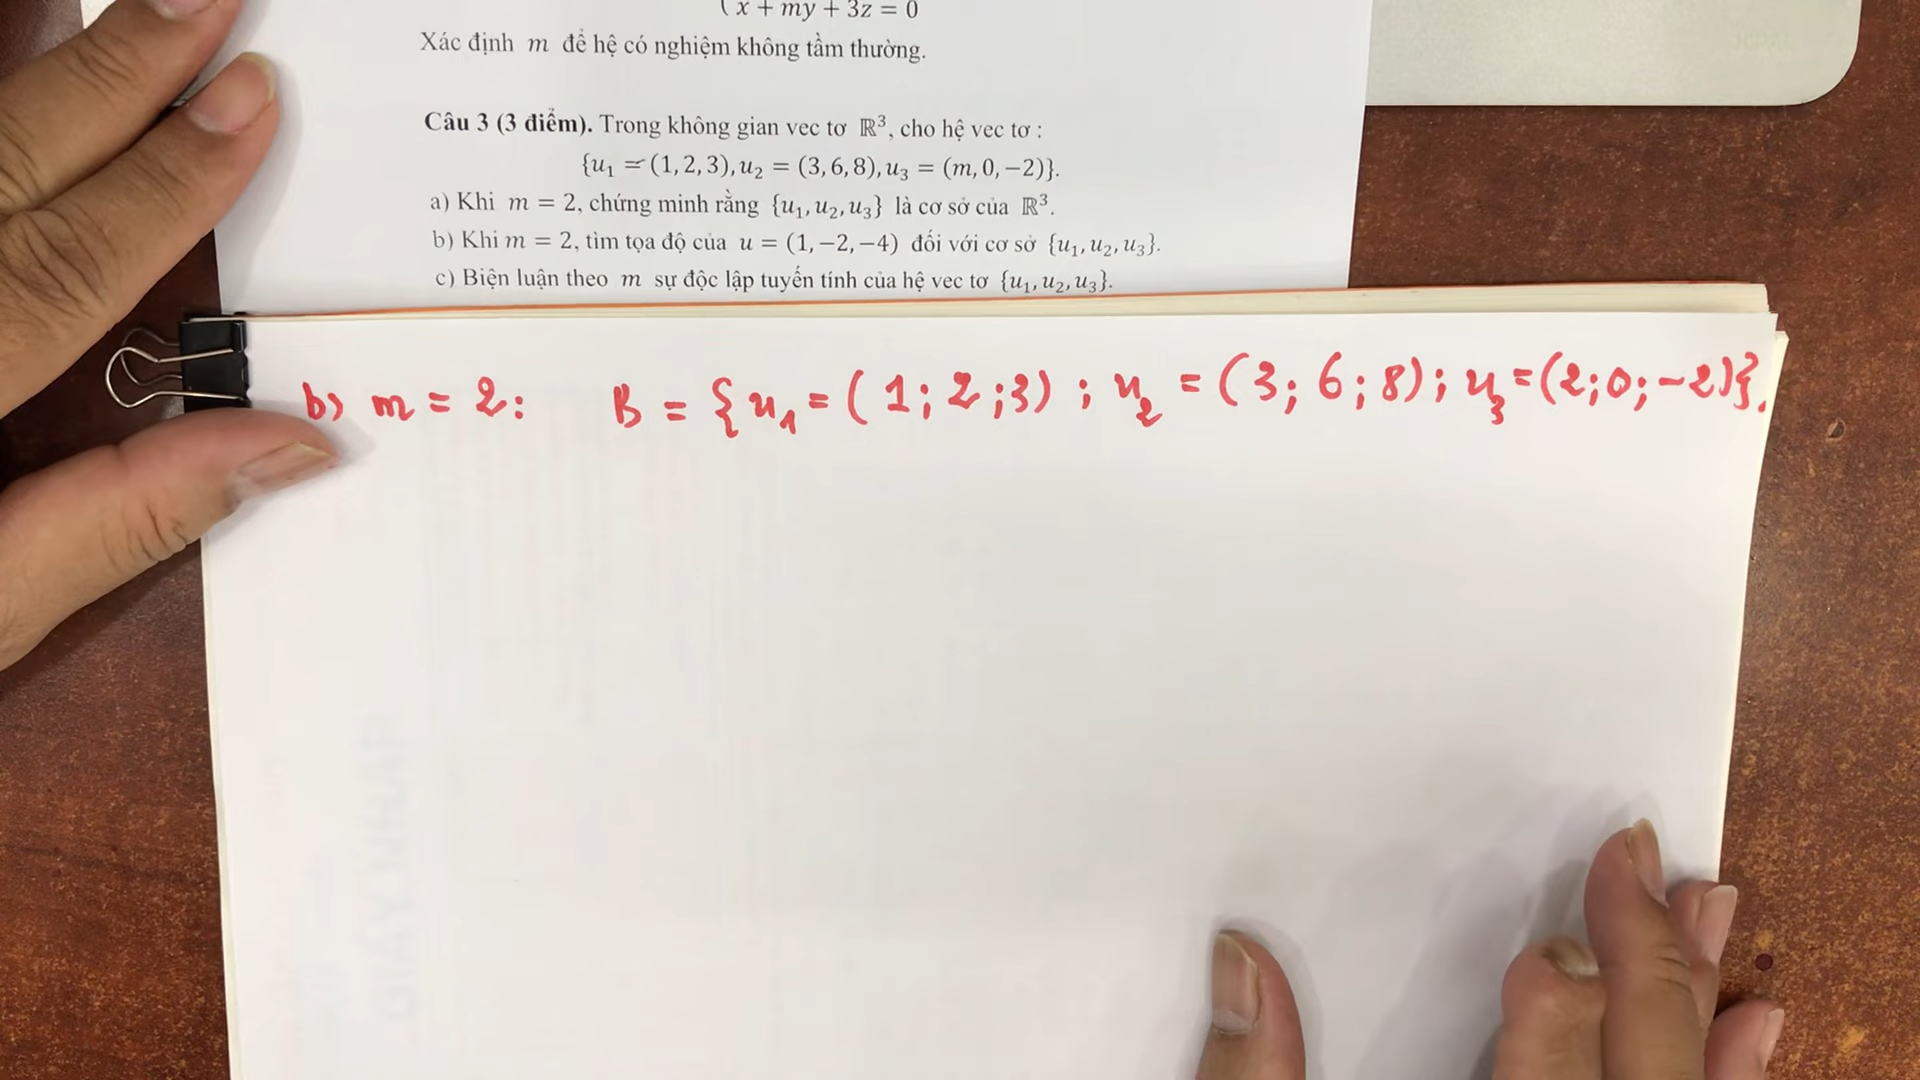 ( x + my + 3z = 0
Xác định m để hệ có nghiệm không tầm thường.
Câu 3 (3 điểm). Trong không gian vec tơ ℝ³, cho hệ vec tơ :
{u₁ = (1, 2, 3), u₂ = (3, 6, 8), u₃ = (m, 0, −2)}.
a) Khi m = 2, chứng minh rằng {u₁, u₂, u₃} là cơ sở của ℝ³.
b) Khi m = 2, tìm tọa độ của u = (1, −2, −4) đối với cơ sở {u₁, u₂, u₃}.
c) Biện luận theo m sự độc lập tuyến tính của hệ vec tơ {u₁, u₂, u₃}.
b) m = 2: B = {u₁ = (1; 2; 3) ; u₂ = (3; 6; 8); u₃ = (2; 0; −2)}.